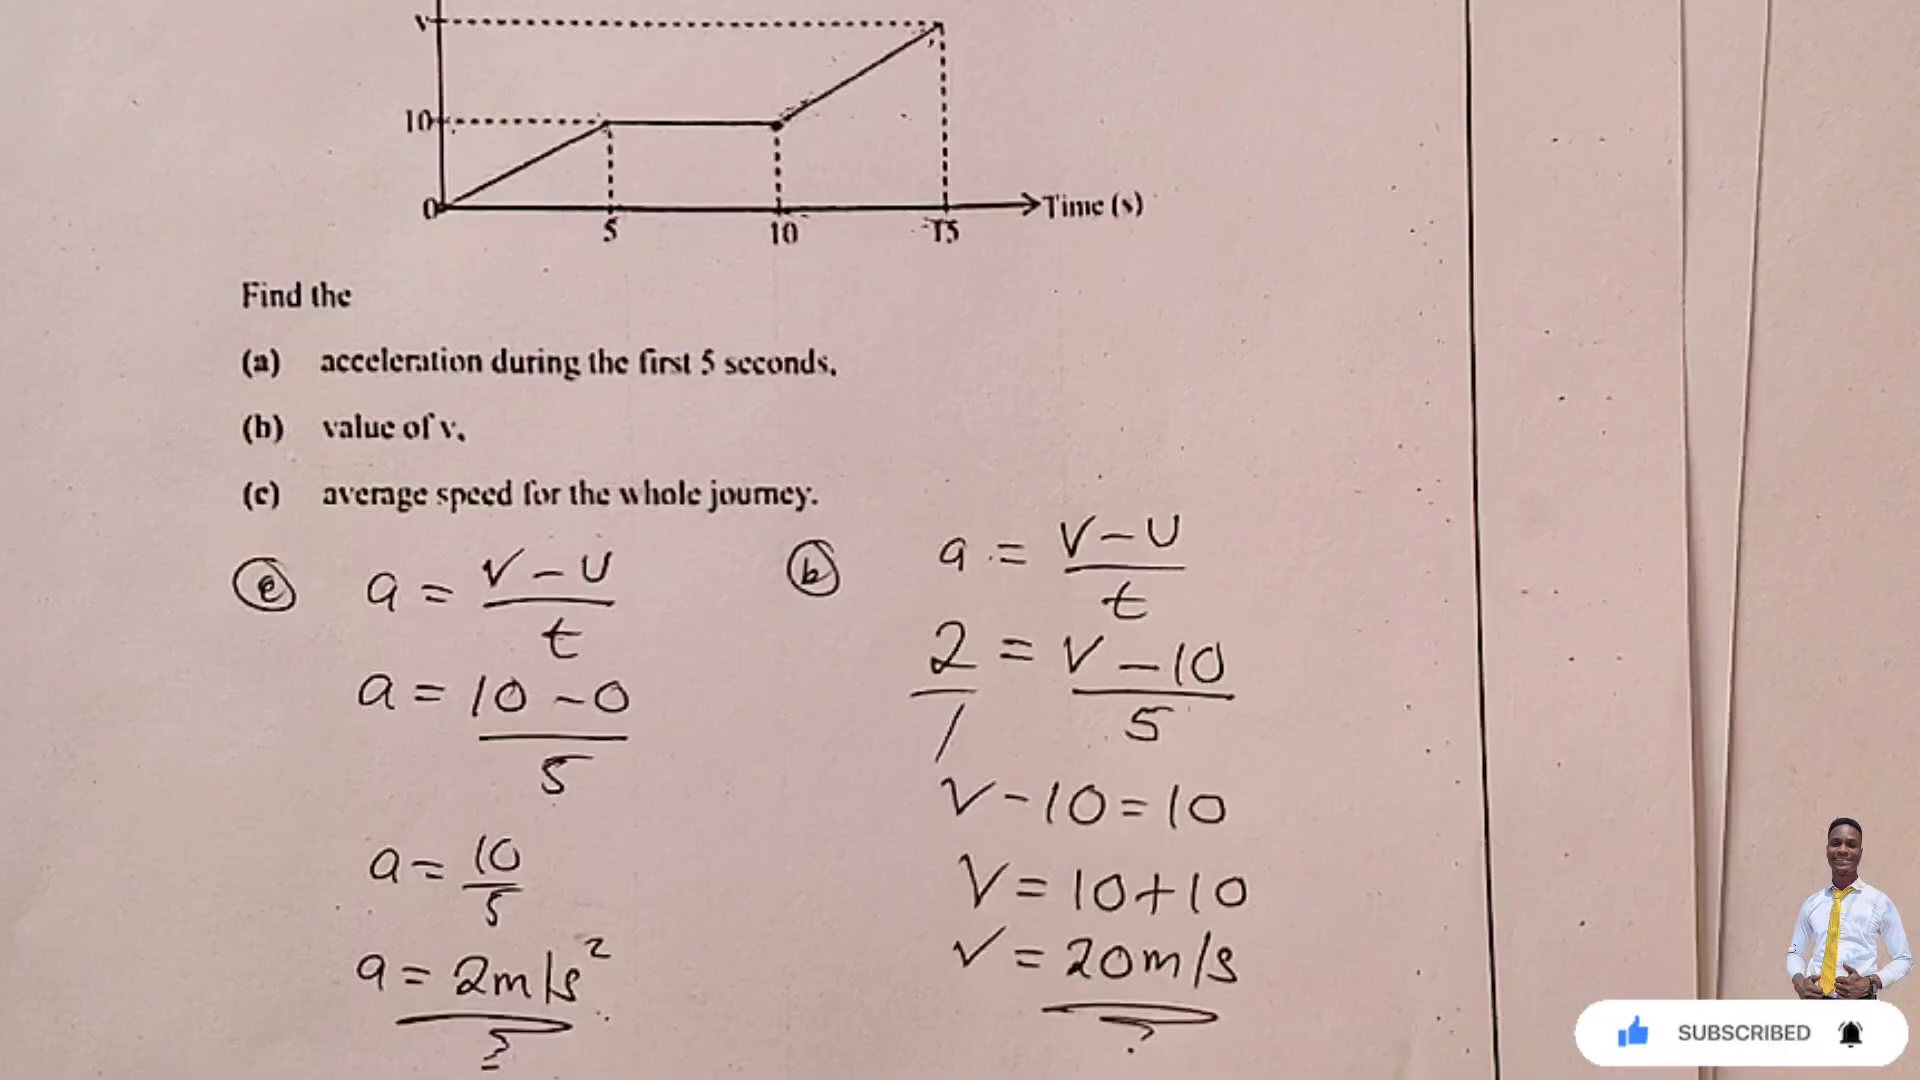 v
10
0
5 10 15
Time (s)
Find the
(a) acceleration during the first 5 seconds,
(b) value of v,
(c) average speed for the whole journey.
(a) a = V - U / t
a = 10 - 0 / 5
a = 10 / 5
a = 2m/s²
(b) a = V - U / t
2 / 1 = V - 10 / 5
V - 10 = 10
V = 10 + 10
V = 20m/s
SUBSCRIBED